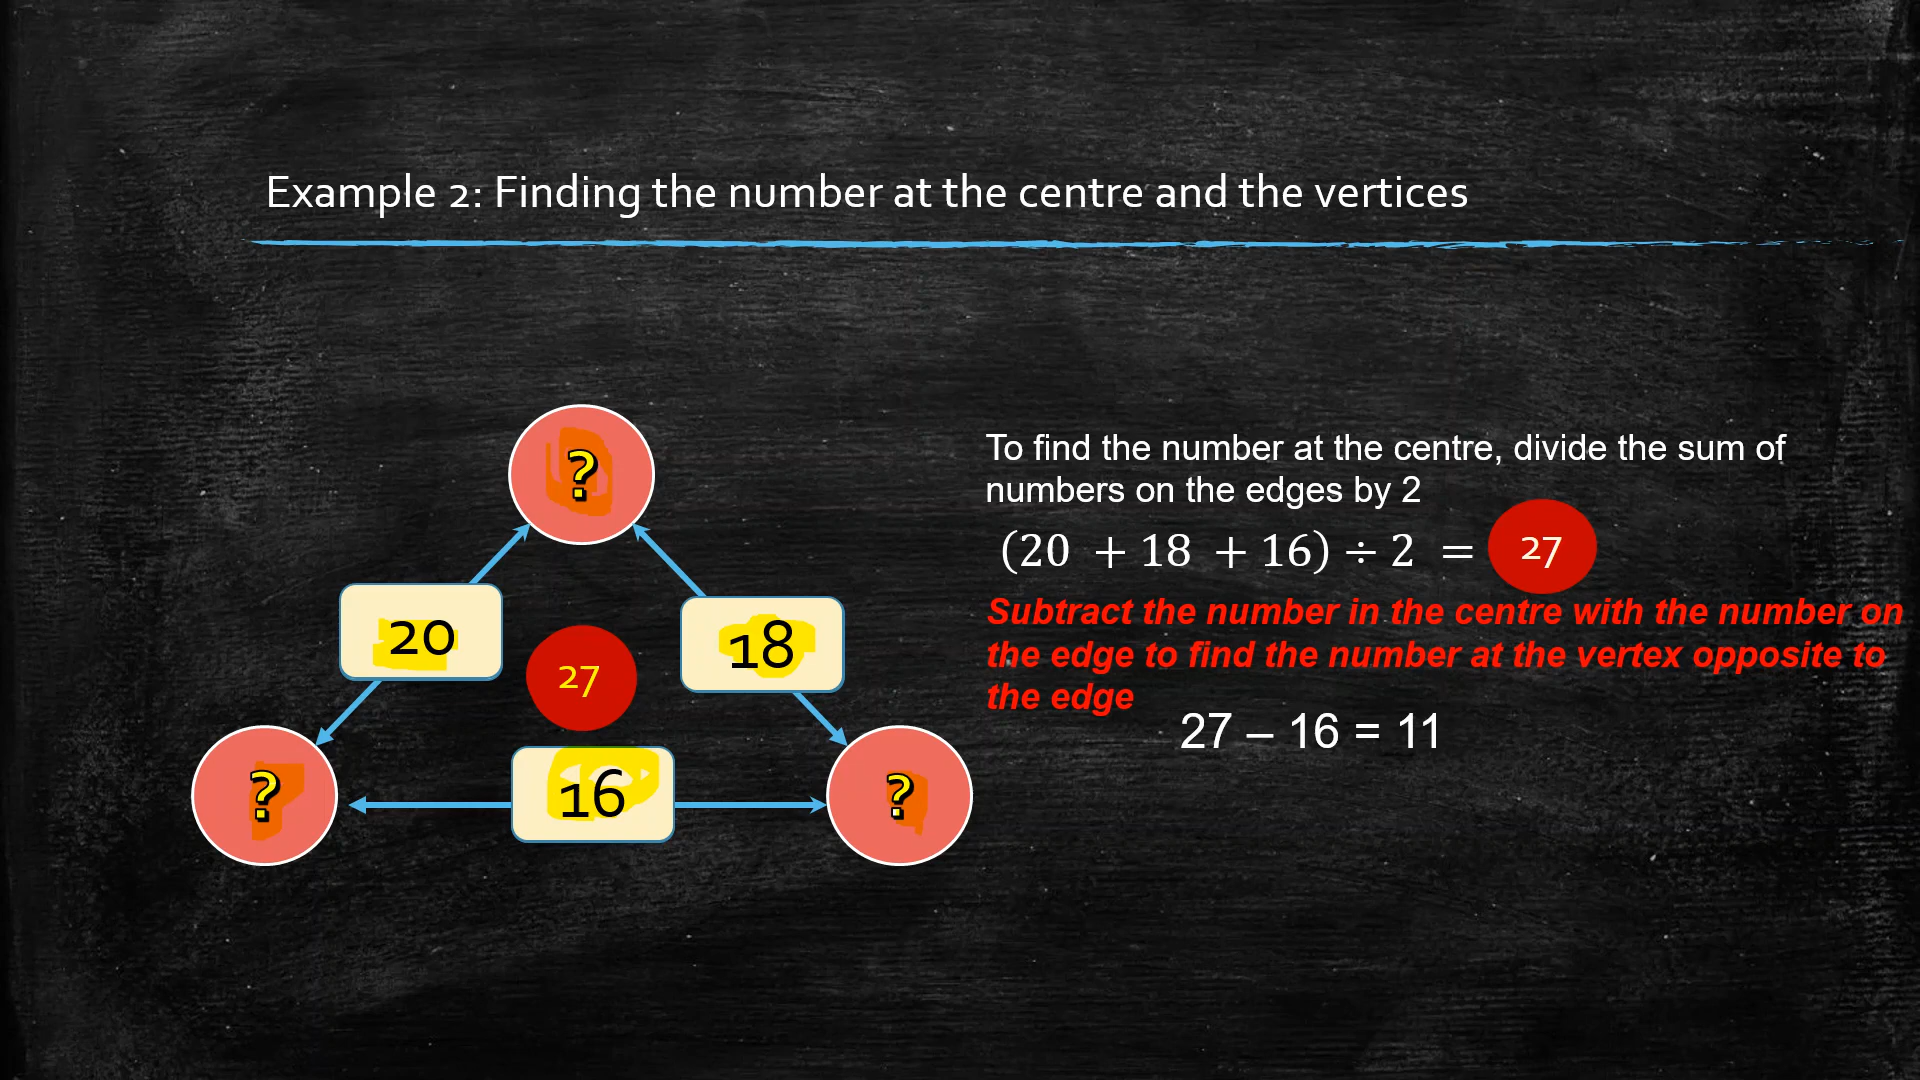 Example 2: Finding the number at the centre and the vertices
?
20
27
18
?
16
?
To find the number at the centre, divide the sum of
numbers on the edges by 2
(20 + 18 + 16) ÷ 2 = 27
Subtract the number in the centre with the number on
the edge to find the number at the vertex opposite to
the edge
27 – 16 = 11